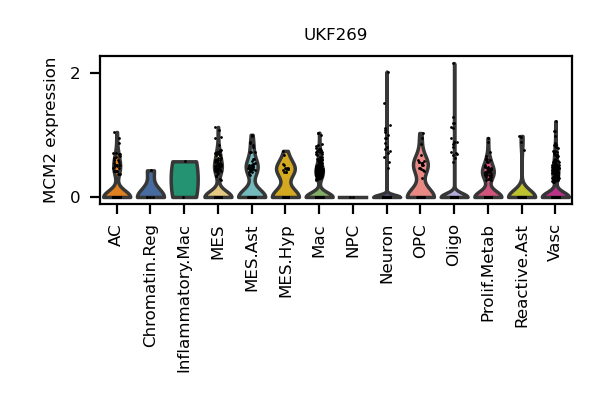 UKF269
MCM2 expression
2
0
AC
Chromatin.Reg
Inflammatory.Mac
MES
MES.Ast
MES.Hyp
Mac
NPC
Neuron
OPC
Oligo
Prolif.Metab
Reactive.Ast
Vasc